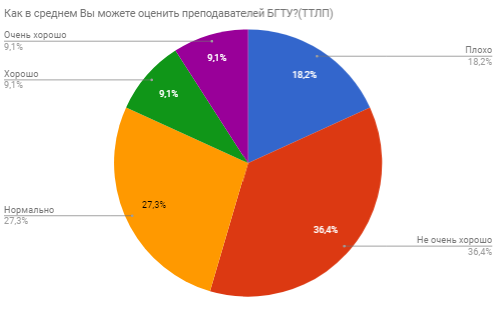 Как в среднем Вы можете оценить преподавателей БГТУ?(ТТЛП)
Очень хорошо
9,1%
Хорошо
9,1%
Нормально
27,3%
Плохо
18,2%
Не очень хорошо
36,4%
9,1%
18,2%
9,1%
27,3%
36,4%